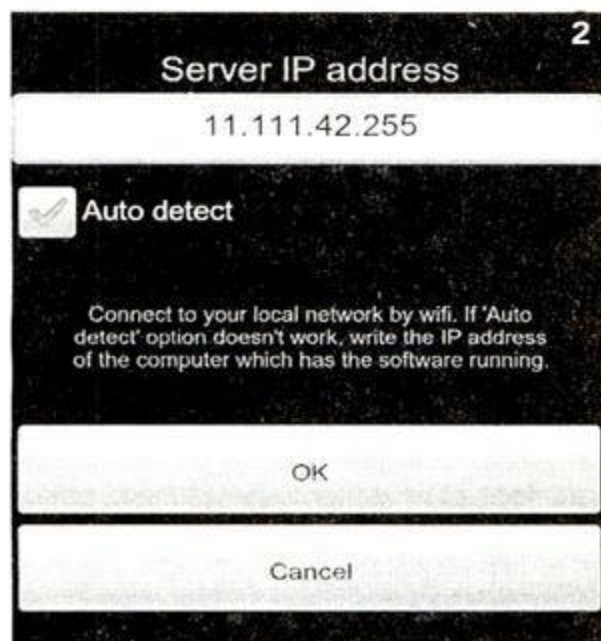 2
Server IP address
11.111.42.255
Auto detect
Connect to your local network by wifi. If 'Auto
detect' option doesn't work, write the IP address
of the computer which has the software running.
OK
Cancel